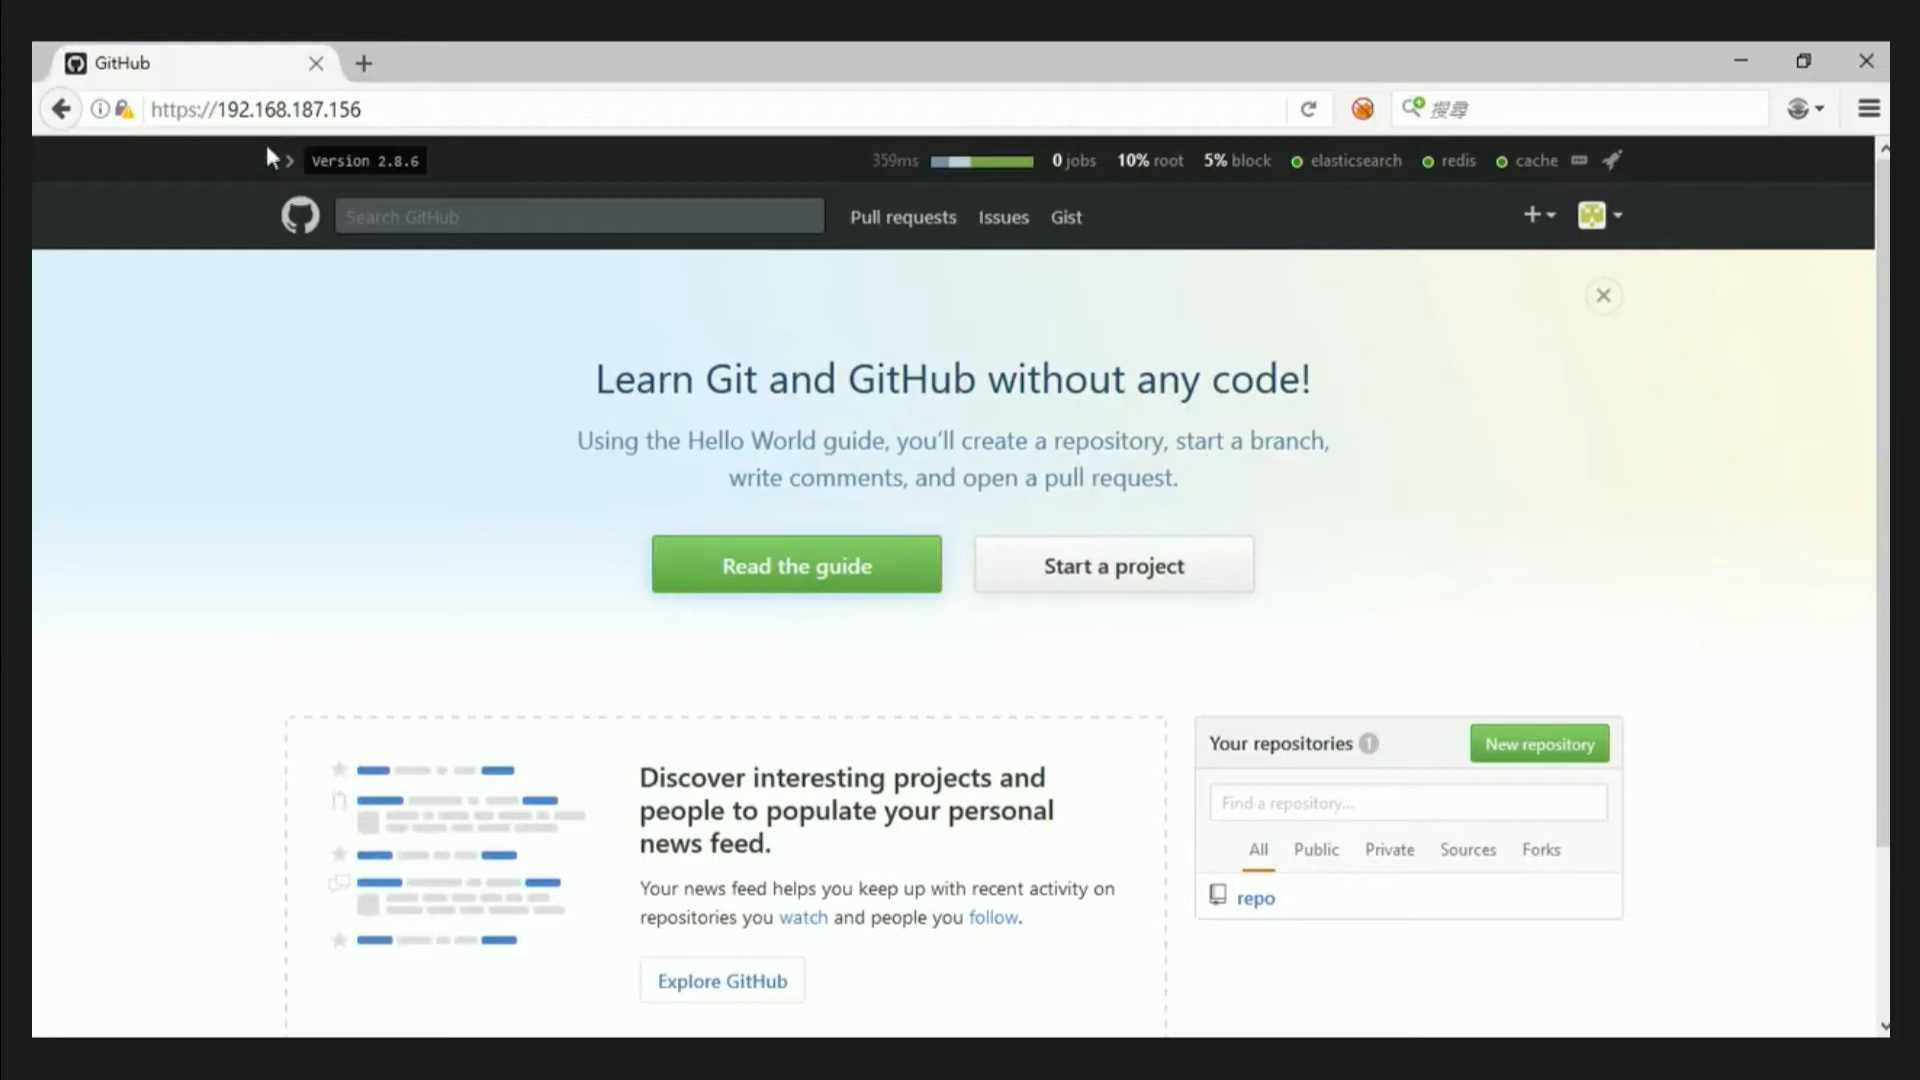 GitHub
https://192.168.187.156
搜尋
Version 2.8.6
359ms 0 jobs 10% root 5% block elasticsearch redis cache
Search GitHub
Pull requests Issues Gist
Learn Git and GitHub without any code!
Using the Hello World guide, you’ll create a repository, start a branch,
write comments, and open a pull request.
Read the guide
Start a project
Discover interesting projects and
people to populate your personal
news feed.
Your news feed helps you keep up with recent activity on
repositories you watch and people you follow.
Explore GitHub
Your repositories 1
New repository
Find a repository...
All Public Private Sources Forks
repo